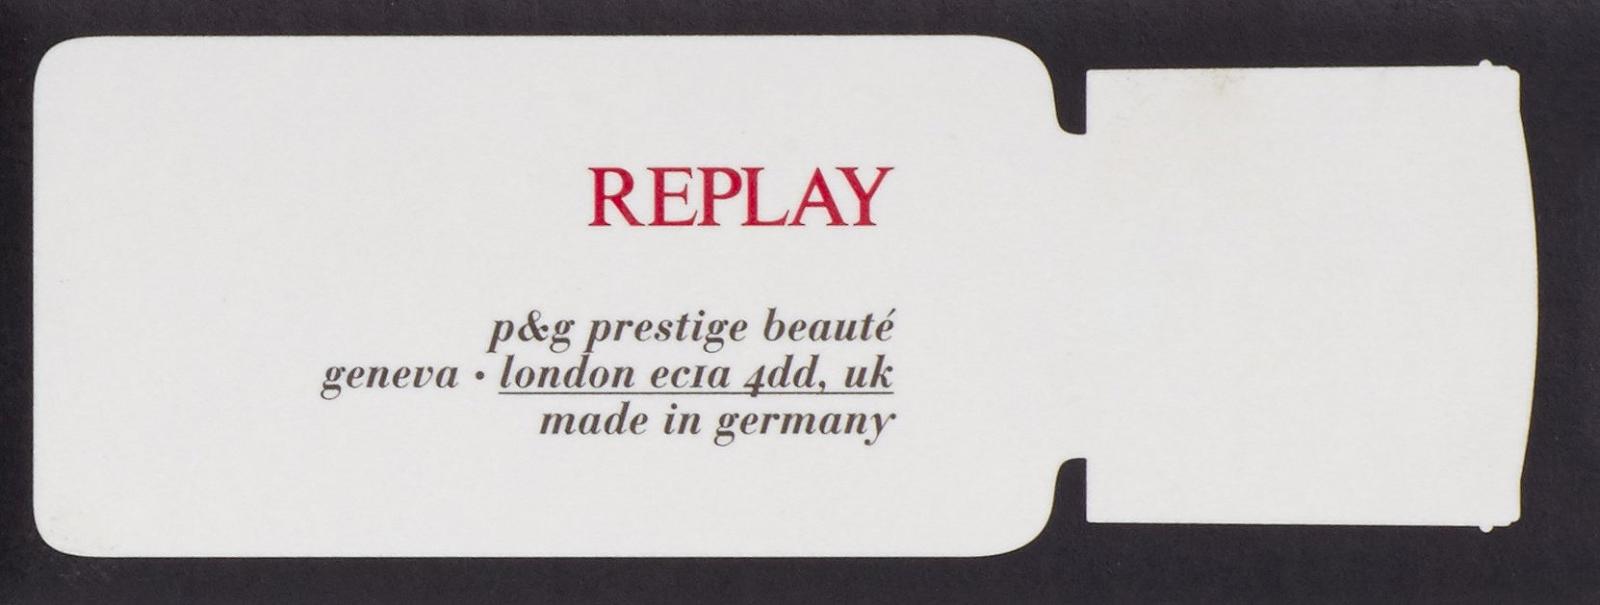 REPLAY
p&g prestige beauté
geneva • london ec1a 4dd, uk
made in germany